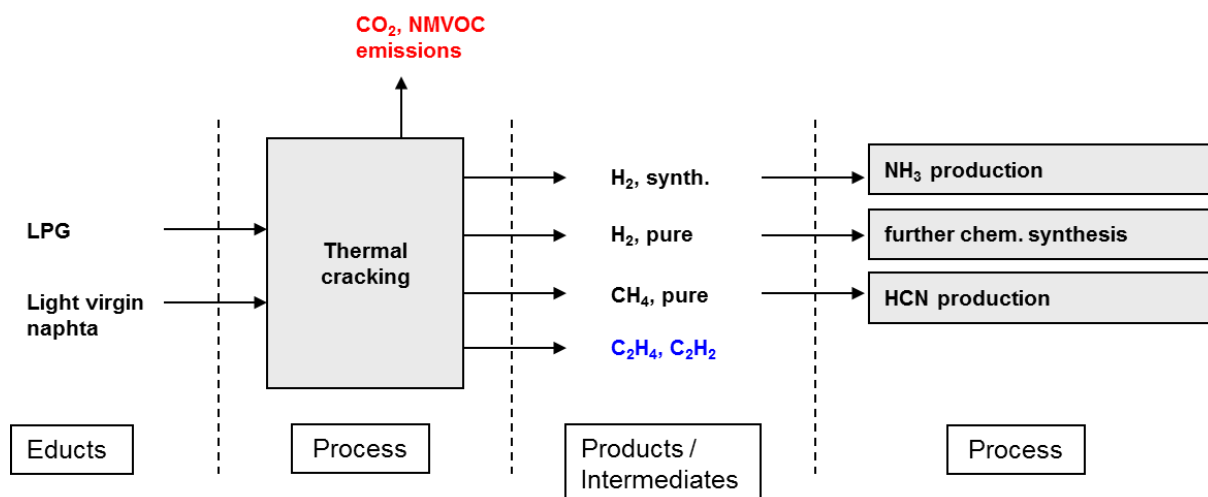 CO₂, NMVOC
emissions
LPG
Light virgin
naphta
Thermal
cracking
H₂, synth.
H₂, pure
CH₄, pure
C₂H₄, C₂H₂
NH₃ production
further chem. synthesis
HCN production
Educts
Process
Products /
Intermediates
Process